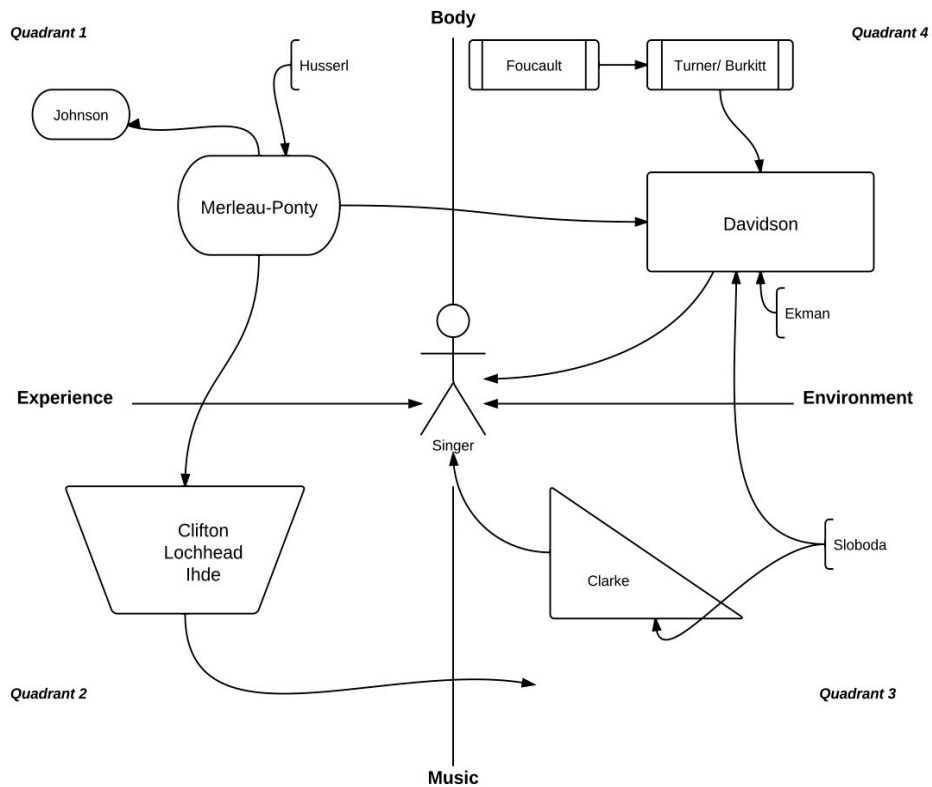 Body
Quadrant 1
Quadrant 4
Husserl
Foucault
Turner/ Burkitt
Johnson
Merleau-Ponty
Davidson
Ekman
Experience
Environment
Singer
Clifton
Lochhead
Ihde
Sloboda
Clarke
Quadrant 2
Quadrant 3
Music